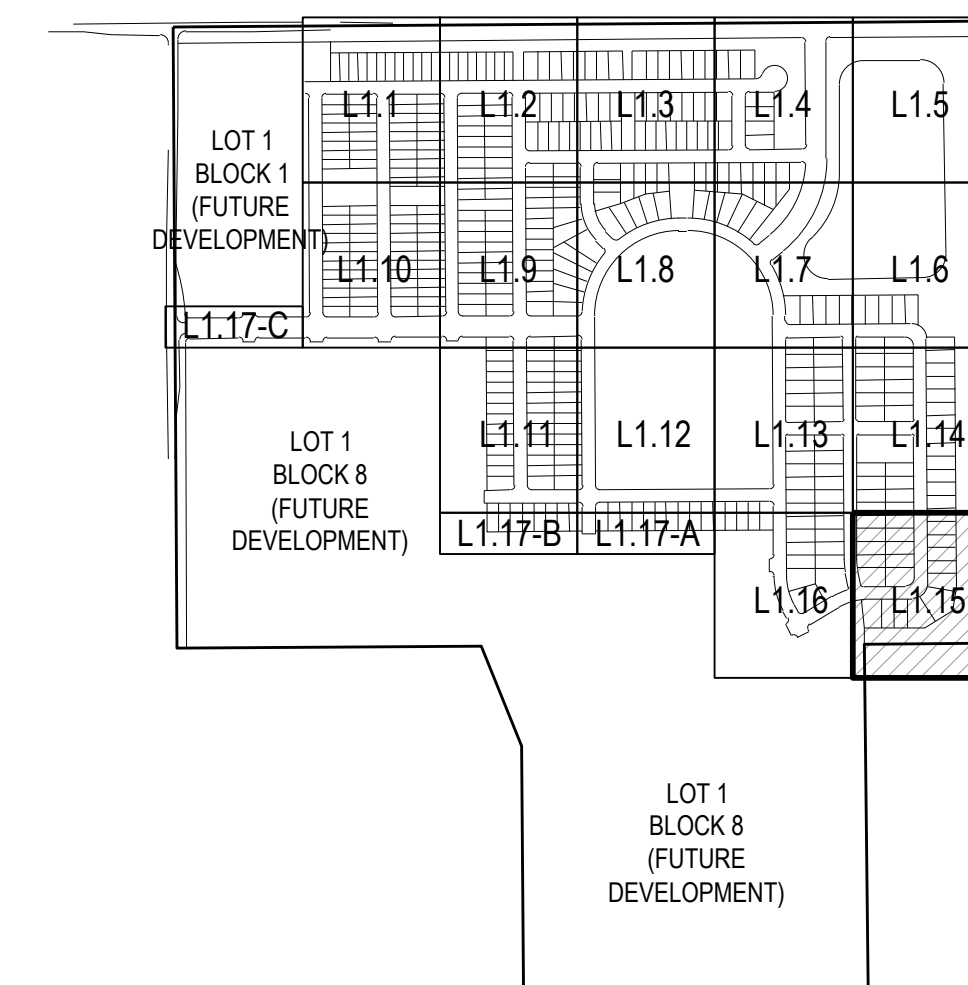 L1.1
L1.2
L1.3
L1.4
L1.5
LOT 1
BLOCK 1
(FUTURE
DEVELOPMENT)
L1.10
L1.9
L1.8
L1.7
L1.6
L1.17-C
LOT 1
BLOCK 8
(FUTURE
DEVELOPMENT)
L1.11
L1.12
L1.13
L1.14
L1.17-B
L1.17-A
L1.16
L1.15
LOT 1
BLOCK 8
(FUTURE
DEVELOPMENT)